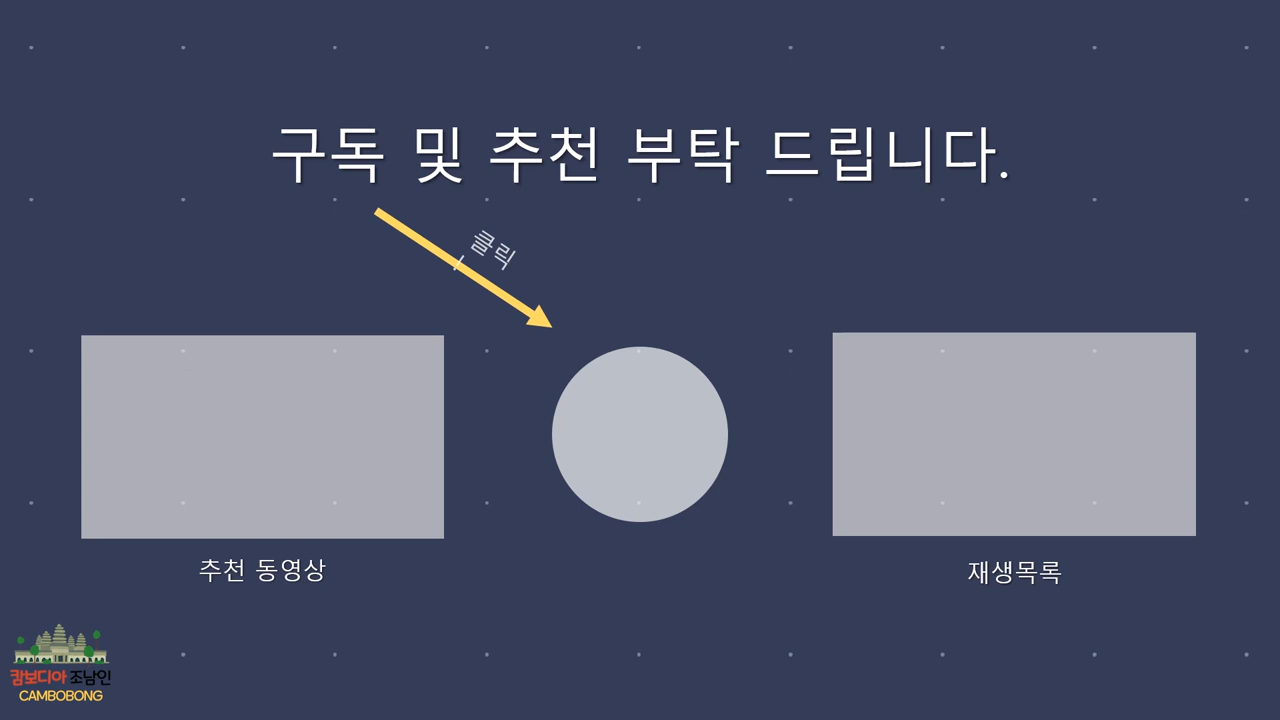 구독 및 추천 부탁 드립니다.
클릭
추천 동영상
재생목록
캄보디아 조남인
CAMBOBONG